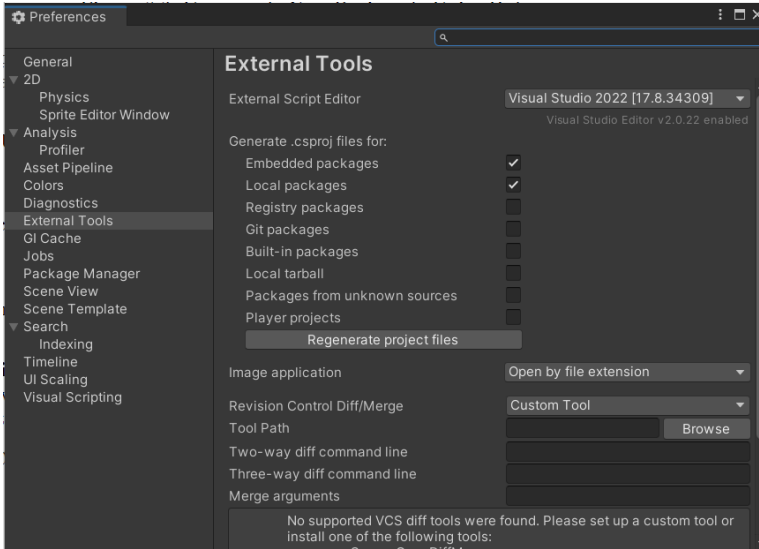 Preferences
General
2D
Physics
Sprite Editor Window
Analysis
Profiler
Asset Pipeline
Colors
Diagnostics
External Tools
GI Cache
Jobs
Package Manager
Scene View
Scene Template
Search
Indexing
Timeline
UI Scaling
Visual Scripting
External Tools
External Script Editor Visual Studio 2022 [17.8.34309]
Visual Studio Editor v2.0.22 enabled
Generate .csproj files for:
Embedded packages
Local packages
Registry packages
Git packages
Built-in packages
Local tarball
Packages from unknown sources
Player projects
Regenerate project files
Image application Open by file extension
Revision Control Diff/Merge Custom Tool
Tool Path Browse
Two-way diff command line
Three-way diff command line
Merge arguments
No supported VCS diff tools were found. Please set up a custom tool or
install one of the following tools: